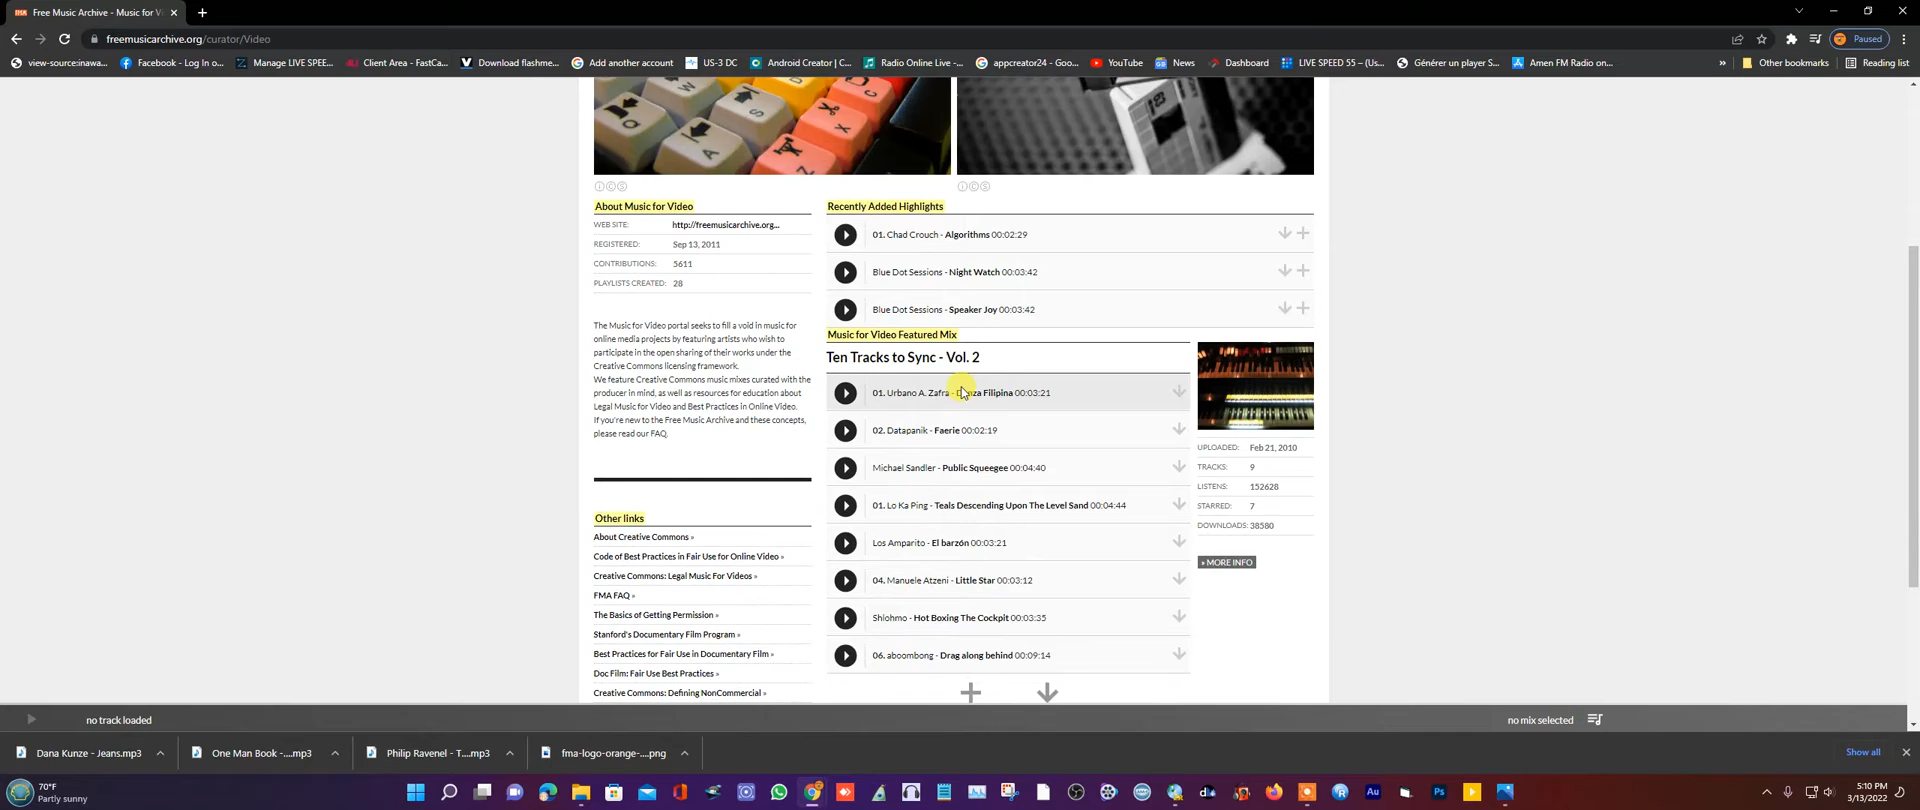 Free Music Archive - Music for Vi
freemusicarchive.org/curator/Video
Paused
view-source:inawa...
Facebook - Log In o...
Manage LIVE SPEE...
Client Area - FastCa...
Download flashme...
Add another account
US-3 DC
Android Creator | C...
Radio Online Live -...
appcreator24 - Goo...
YouTube
News
Dashboard
LIVE SPEED 55 – (Us...
Générer un player S...
Amen FM Radio on...
»
Other bookmarks
Reading list
About Music for Video
WEB SITE: http://freemusicarchive.org...
REGISTERED: Sep 13, 2011
CONTRIBUTIONS: 5611
PLAYLISTS CREATED: 28
The Music for Video portal seeks to fill a void in music for
online media projects by featuring artists who wish to
participate in the open sharing of their works under the
Creative Commons licensing framework.
We feature Creative Commons music mixes curated with the
producer in mind, as well as resources for education about
Legal Music for Video and Best Practices in Online Video.
If you're new to the Free Music Archive and these concepts,
please read our FAQ.
Other links
About Creative Commons »
Code of Best Practices in Fair Use for Online Video »
Creative Commons: Legal Music For Videos »
FMA FAQ »
The Basics of Getting Permission »
Stanford's Documentary Film Program »
Best Practices for Fair Use in Documentary Film »
Doc Film: Fair Use Best Practices »
Creative Commons: Defining NonCommercial »
Recently Added Highlights
01. Chad Crouch - Algorithms 00:02:29
Blue Dot Sessions - Night Watch 00:03:42
Blue Dot Sessions - Speaker Joy 00:03:42
Music for Video Featured Mix
Ten Tracks to Sync - Vol. 2
01. Urbano A. Zafra - Danza Filipina 00:03:21
02. Datapanik - Faerie 00:02:19
Michael Sandler - Public Squeegee 00:04:40
01. Lo Ka Ping - Teals Descending Upon The Level Sand 00:04:44
Los Amparito - El barzón 00:03:21
04. Manuele Atzeni - Little Star 00:03:12
Shlohmo - Hot Boxing The Cockpit 00:03:35
06. aboombong - Drag along behind 00:09:14
UPLOADED: Feb 21, 2010
TRACKS: 9
LISTENS: 152628
STARRED: 7
DOWNLOADS: 38580
» MORE INFO
no track loaded
no mix selected
Dana Kunze - Jeans.mp3
One Man Book -....mp3
Philip Ravenel - T....mp3
fma-logo-orange-....png
Show all
70°F
Partly sunny
5:10 PM
3/13/2022